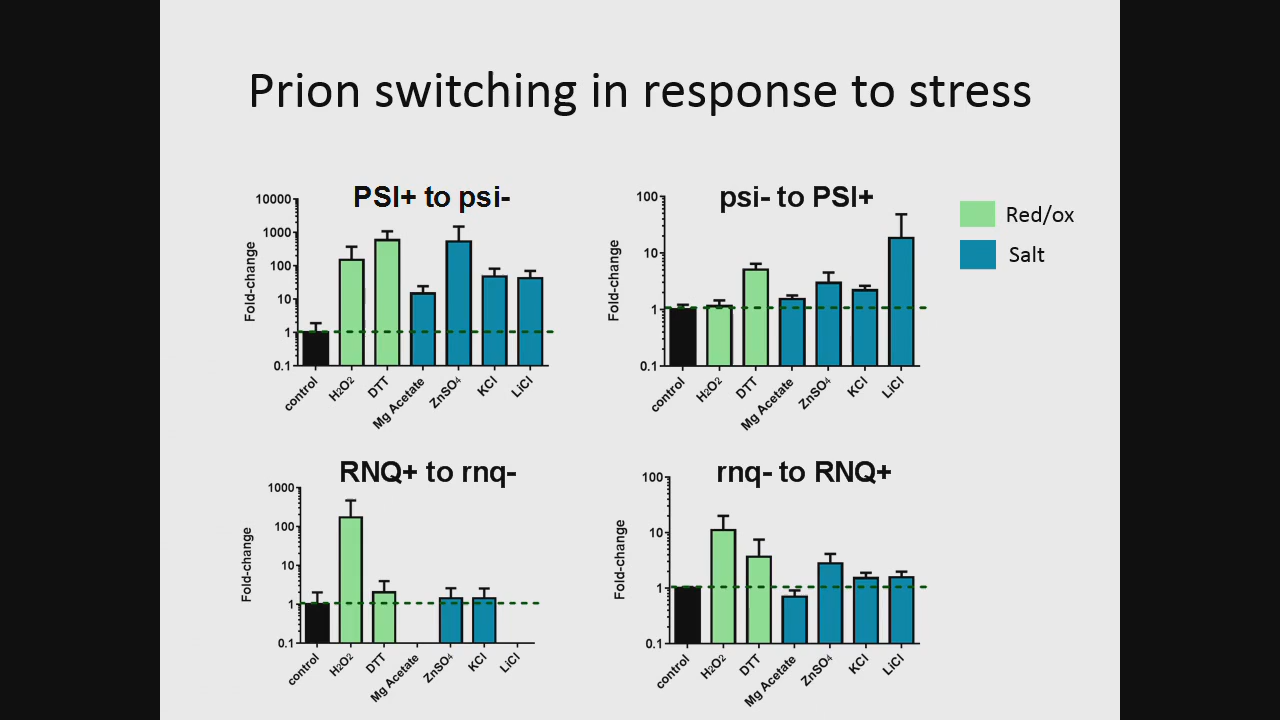 Prion switching in response to stress
PSI+ to psi-
10000
1000
100
10
1
0.1
Fold-change
control
H2O2
DTT
Mg Acetate
ZnSO4
KCl
LiCl
psi- to PSI+
100
10
1
0.1
Fold-change
control
H2O2
DTT
Mg Acetate
ZnSO4
KCl
LiCl
Red/ox
Salt
RNQ+ to rnq-
1000
100
10
1
0.1
Fold-change
control
H2O2
DTT
Mg Acetate
ZnSO4
KCl
LiCl
rnq- to RNQ+
100
10
1
0.1
Fold-change
control
H2O2
DTT
Mg Acetate
ZnSO4
KCl
LiCl